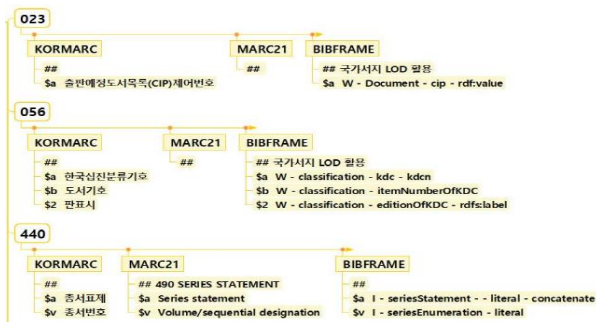 023
KORMARC MARC21 BIBFRAME
## ## ## 국가서지 LOD 활용
$a 출판예정도서목록(CIP)제어번호 $a W - Document - cip - rdf:value
056
KORMARC MARC21 BIBFRAME
## ## ## 국가서지 LOD 활용
$a 한국십진분류기호 $a W - classification - kdc - kdcn
$b 도서기호 $b W - classification - itemNumberOfKDC
$2 판표시 $2 W - classification - editionOfKDC - rdfs:label
440
KORMARC MARC21 BIBFRAME
## ## 490 SERIES STATEMENT ##
$a 총서표제 $a Series statement $a I - seriesStatement - - literal - concatenate
$v 총서번호 $v Volume/sequential designation $v I - seriesEnumeration - literal